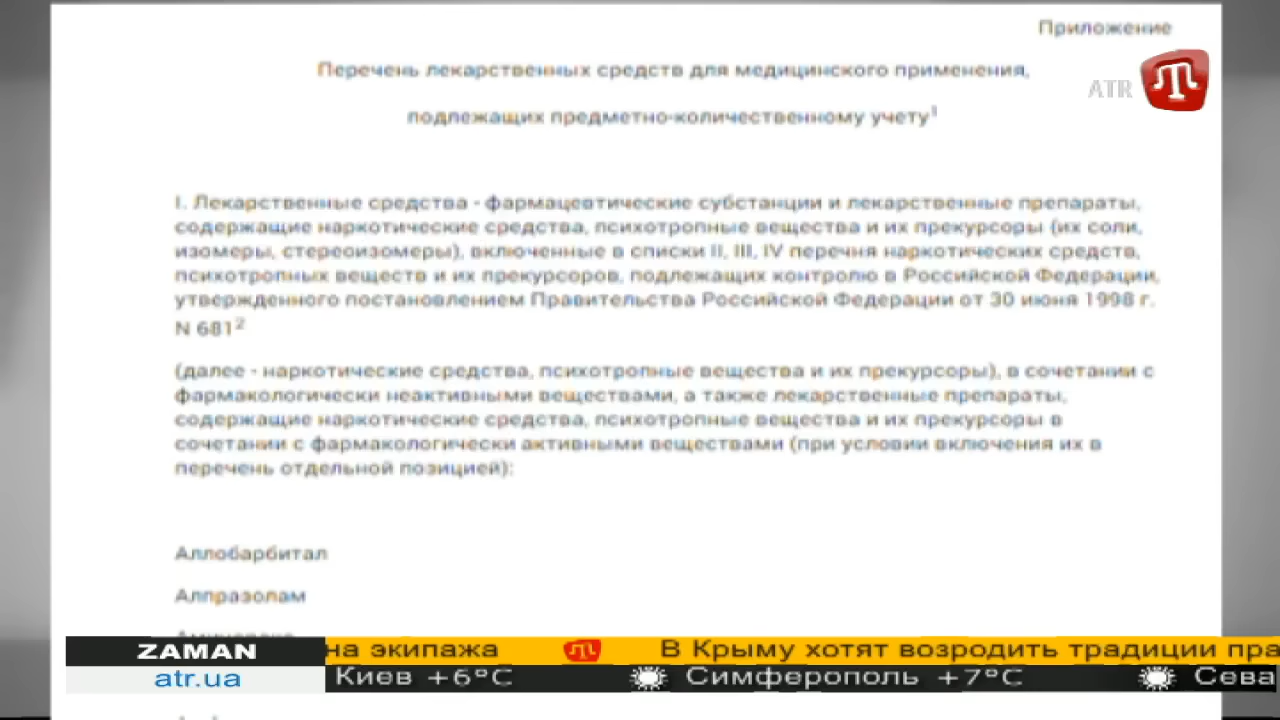 Приложение
Перечень лекарственных средств для медицинского применения,
ATR
подлежащих предметно-количественному учету¹
I. Лекарственные средства - фармацевтические субстанции и лекарственные препараты,
содержащие наркотические средства, психотропные вещества и их прекурсоры (их соли,
изомеры, стереоизомеры), включенные в списки II, III, IV перечня наркотических средств,
психотропных веществ и их прекурсоров, подлежащих контролю в Российской Федерации,
утвержденного постановлением Правительства Российской Федерации от 30 июня 1998 г.
N 681²
(далее - наркотические средства, психотропные вещества и их прекурсоры), в сочетании с
фармакологически неактивными веществами, а также лекарственные препараты,
содержащие наркотические средства, психотропные вещества и их прекурсоры в
сочетании с фармакологически активными веществами (при условии включения их в
перечень отдельной позицией):
Аллобарбитал
Алпразолам
ZAMAN на экипажа В Крыму хотят возродить традиции пра
atr.ua Киев +6°C Симферополь +7°C Сева